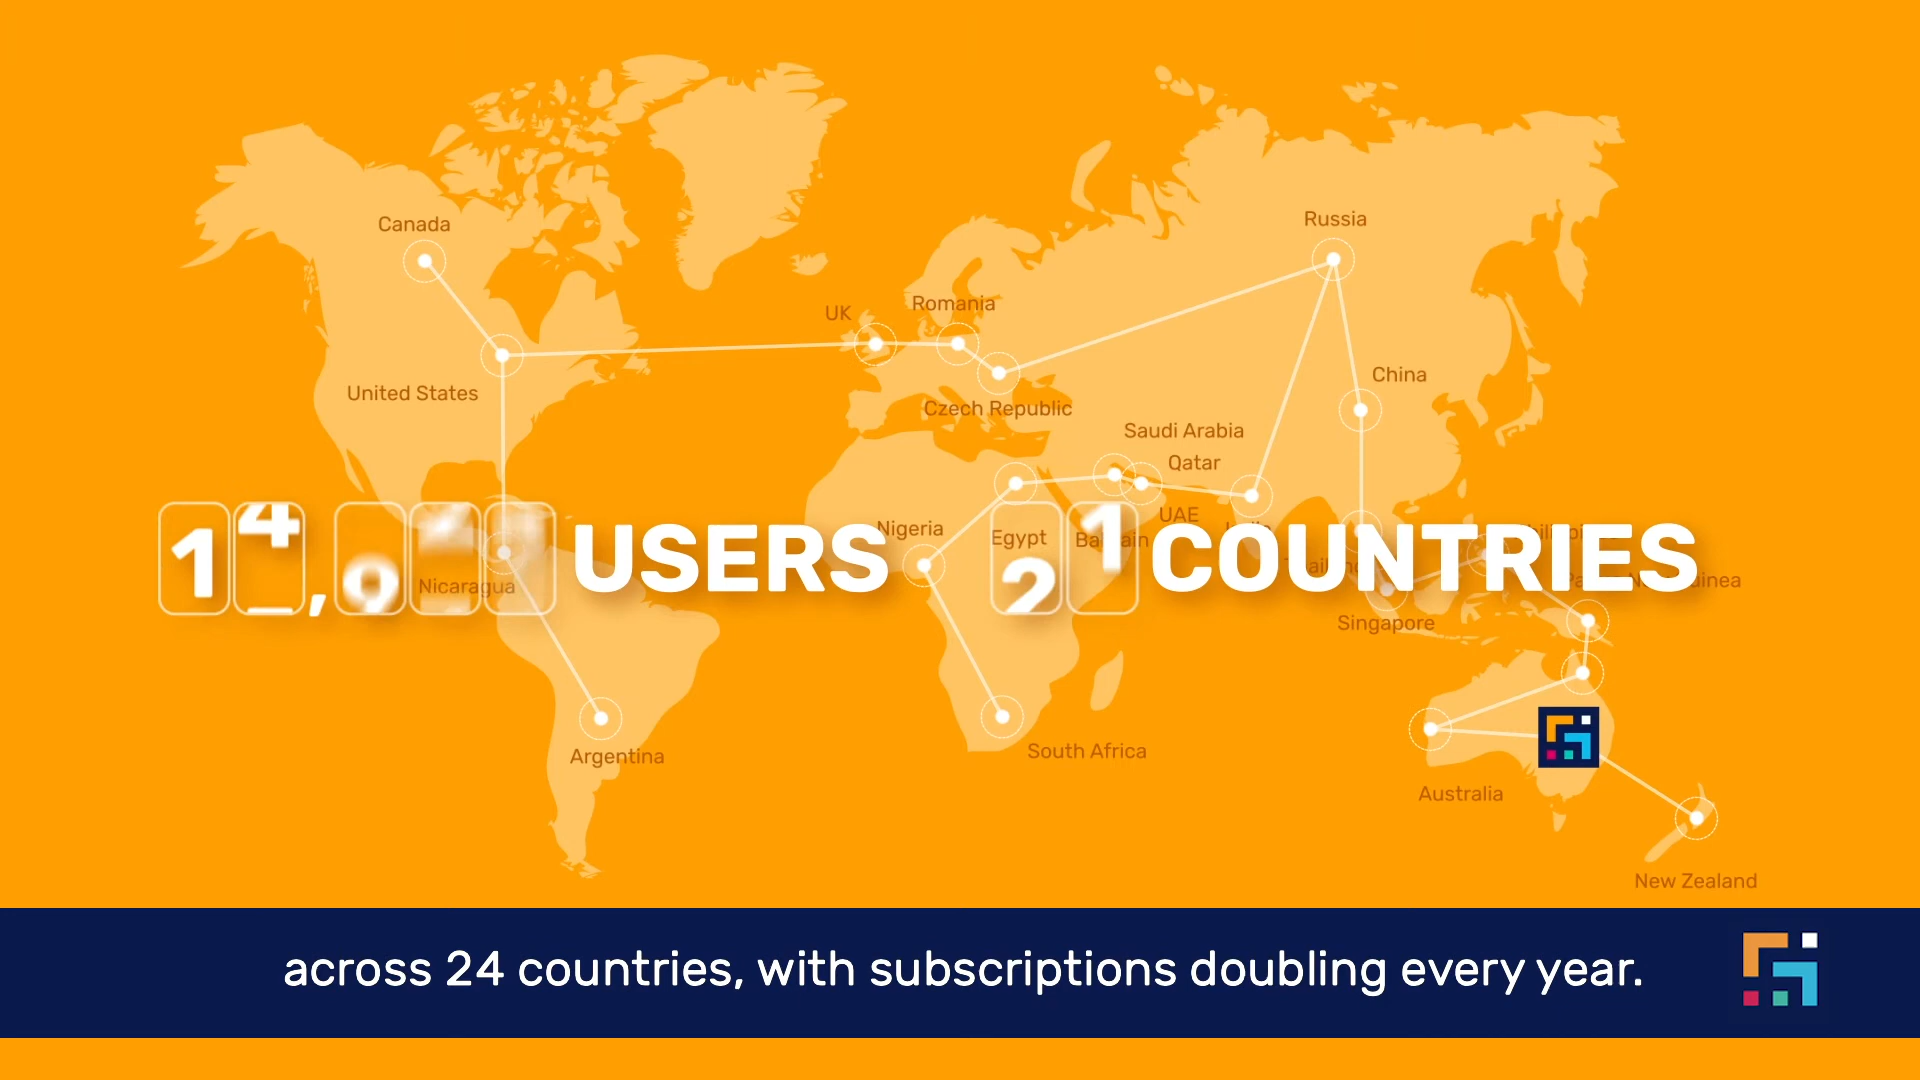 Canada
Russia
UK
Romania
United States
China
Czech Republic
Saudi Arabia
Qatar
UAE
Nigeria
Egypt
USERS
COUNTRIES
Nicaragua
Singapore
Argentina
South Africa
Australia
New Zealand
across 24 countries, with subscriptions doubling every year.